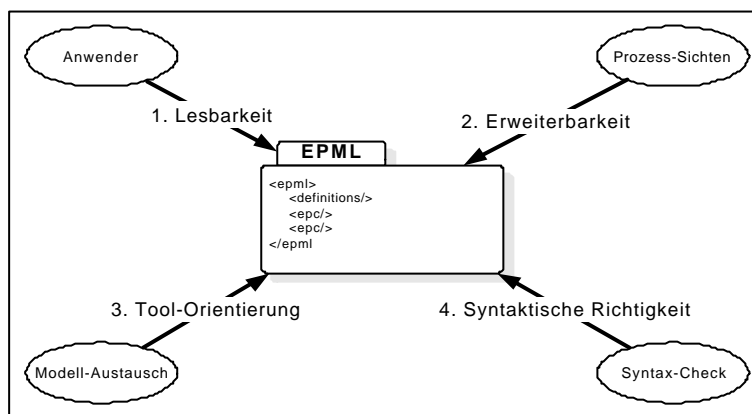 Anwender
Prozess-Sichten
1. Lesbarkeit
2. Erweiterbarkeit
EPML
<epml>
<definitions/>
<epc/>
<epc/>
</epml
3. Tool-Orientierung
4. Syntaktische Richtigkeit
Modell-Austausch
Syntax-Check